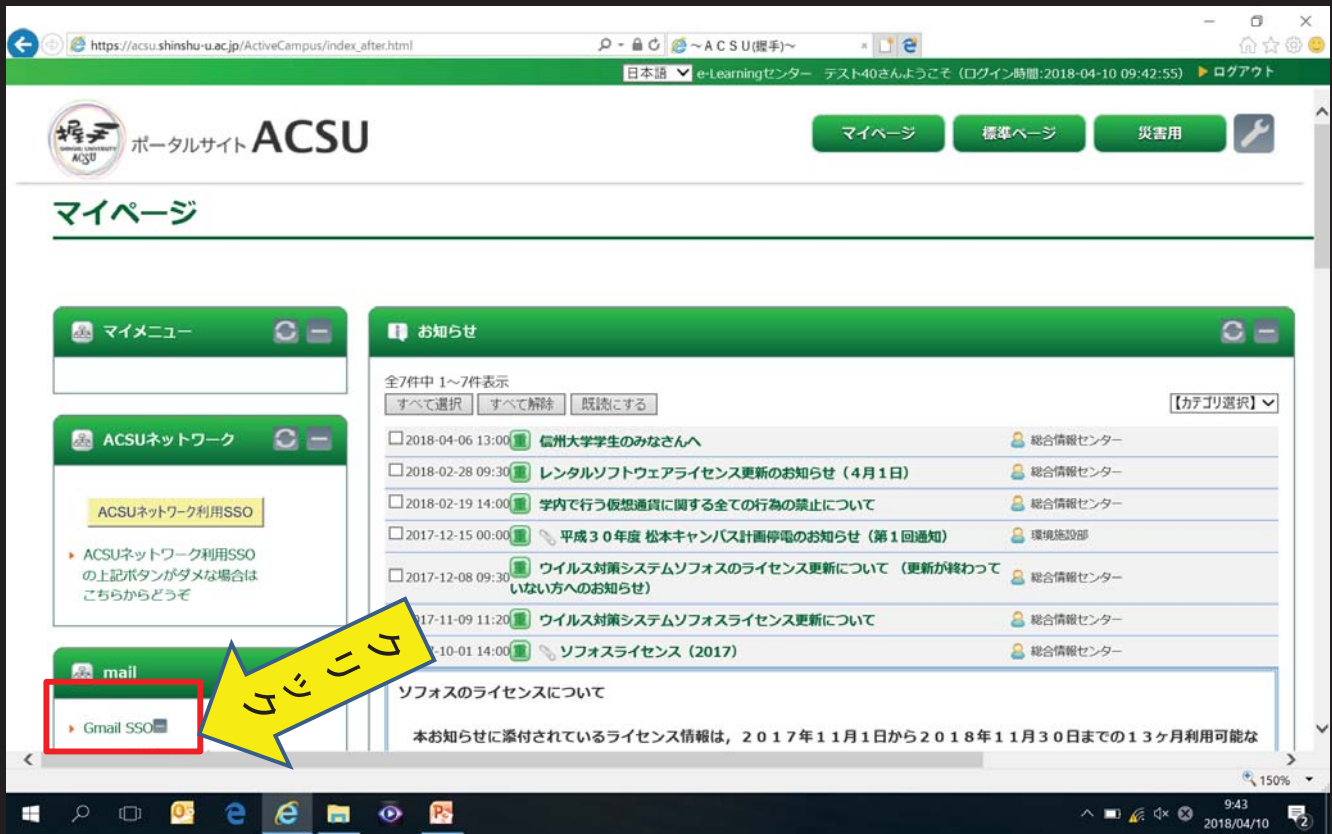 https://acsu.shinshu-u.ac.jp/ActiveCampus/index_after.html
～ＡＣＳＵ(握手)～
日本語 e-Learningセンター テスト40さんようこそ（ログイン時間:2018-04-10 09:42:55） ログアウト
握手
SHINSHU UNIVERSITY
ACSU
ポータルサイト ACSU
マイページ 標準ページ 災害用
マイページ
マイメニュー
ACSUネットワーク
ACSUネットワーク利用SSO
ACSUネットワーク利用SSO
の上記ボタンがダメな場合は
こちらからどうぞ
mail
Gmail SSO
クリック
お知らせ
全7件中 1～7件表示
すべて選択 すべて解除 既読にする 【カテゴリ選択】
2018-04-06 13:00 重 信州大学学生のみなさんへ 総合情報センター
2018-02-28 09:30 重 レンタルソフトウェアライセンス更新のお知らせ（4月1日） 総合情報センター
2018-02-19 14:00 重 学内で行う仮想通貨に関する全ての行為の禁止について 総合情報センター
2017-12-15 00:00 重 平成３０年度 松本キャンパス計画停電のお知らせ（第１回通知） 環境施設部
2017-12-08 09:30 重 ウイルス対策システムソフォスのライセンス更新について （更新が終わって
いない方へのお知らせ） 総合情報センター
017-11-09 11:20 重 ウイルス対策システムソフォスライセンス更新について 総合情報センター
-10-01 14:00 重 ソフォスライセンス（2017） 総合情報センター
ソフォスのライセンスについて
本お知らせに添付されているライセンス情報は，２０１７年１１月１日から２０１８年１１月３０日までの１３ヶ月利用可能な
150%
9:43
2018/04/10
2